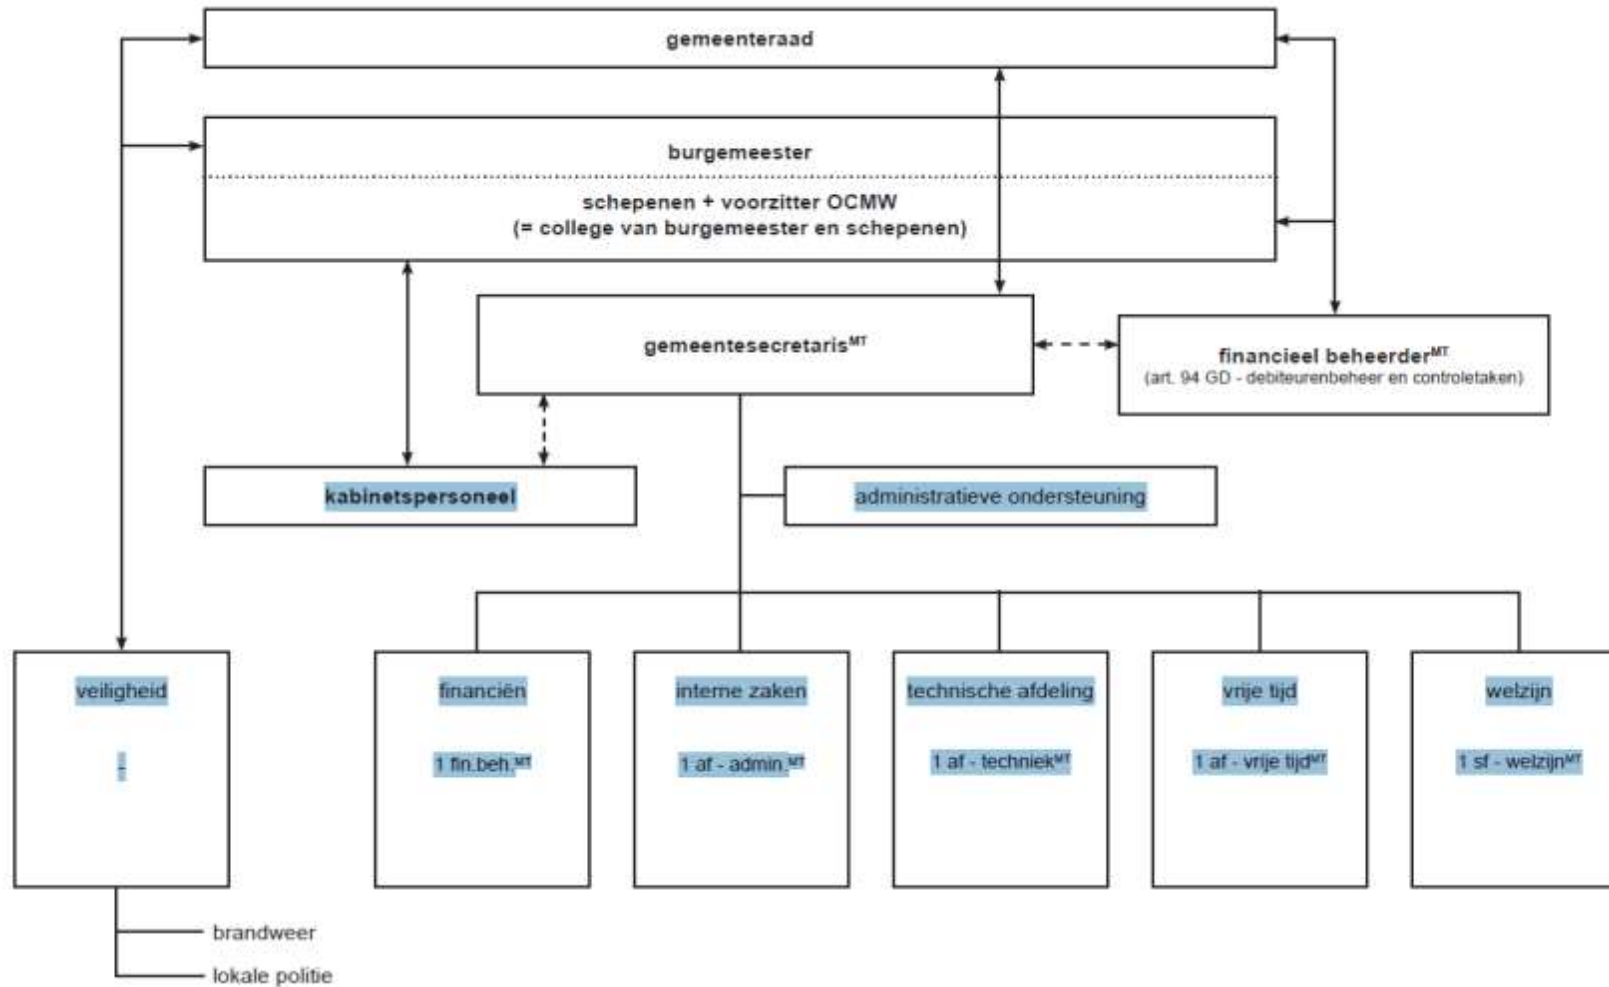 gemeenteraad
burgemeester
schepenen + voorzitter OCMW
(= college van burgemeester en schepenen)
gemeentesecretarisᴹᵀ
financieel beheerderᴹᵀ
(art. 94 GD - debiteurenbeheer en controletaken)
kabinetspersoneel
administratieve ondersteuning
veiligheid
-
financiën
1 fin.beh.ᴹᵀ
interne zaken
1 af - admin.ᴹᵀ
technische afdeling
1 af - techniekᴹᵀ
vrije tijd
1 af - vrije tijdᴹᵀ
welzijn
1 sf - welzijnᴹᵀ
brandweer
lokale politie